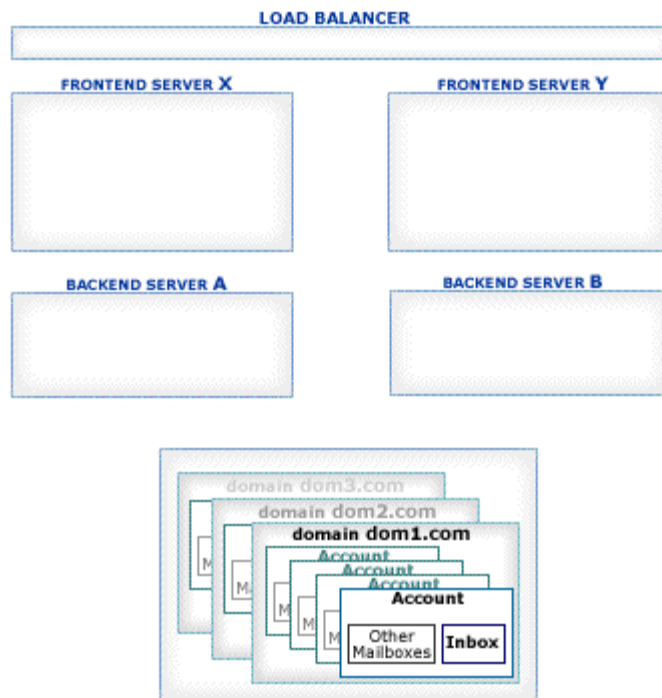 LOAD BALANCER
FRONTEND SERVER X
FRONTEND SERVER Y
BACKEND SERVER A
BACKEND SERVER B
domain dom3.com
domain dom2.com
domain dom1.com
Account
Account
Account
Account
Other
Mailboxes
Inbox